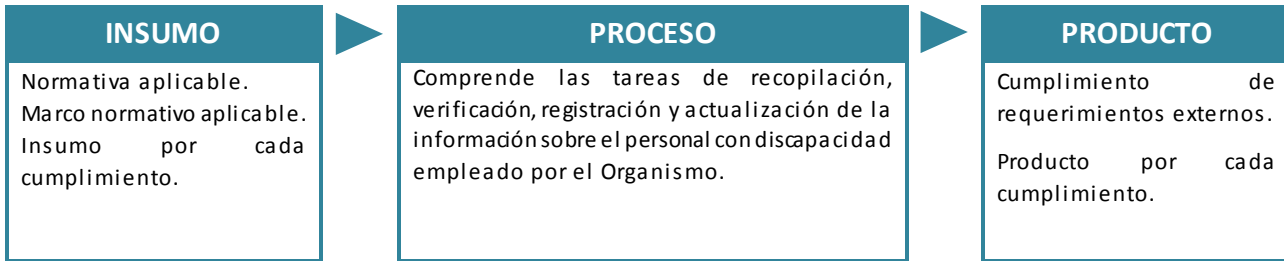 INSUMO
Normativa aplicable.
Marco normativo aplicable.
Insumo por cada
cumplimiento.
PROCESO
Comprende las tareas de recopilación,
verificación, registración y actualización de la
información sobre el personal con discapacidad
empleado por el Organismo.
PRODUCTO
Cumplimiento de
requerimientos externos.
Producto por cada
cumplimiento.